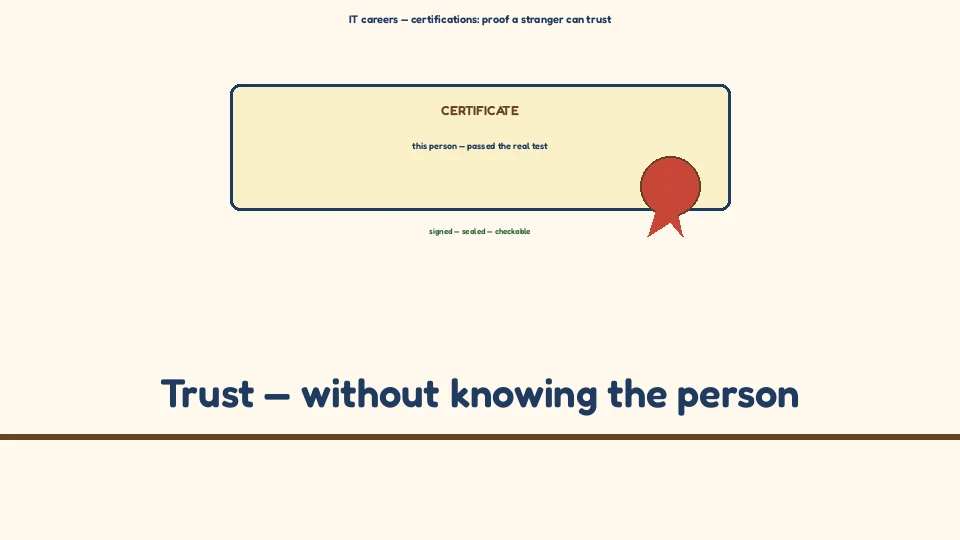 IT careers — certifications: proof a stranger can trust
CERTIFICATE
this person — passed the real test
signed — sealed — checkable
Trust — without knowing the person